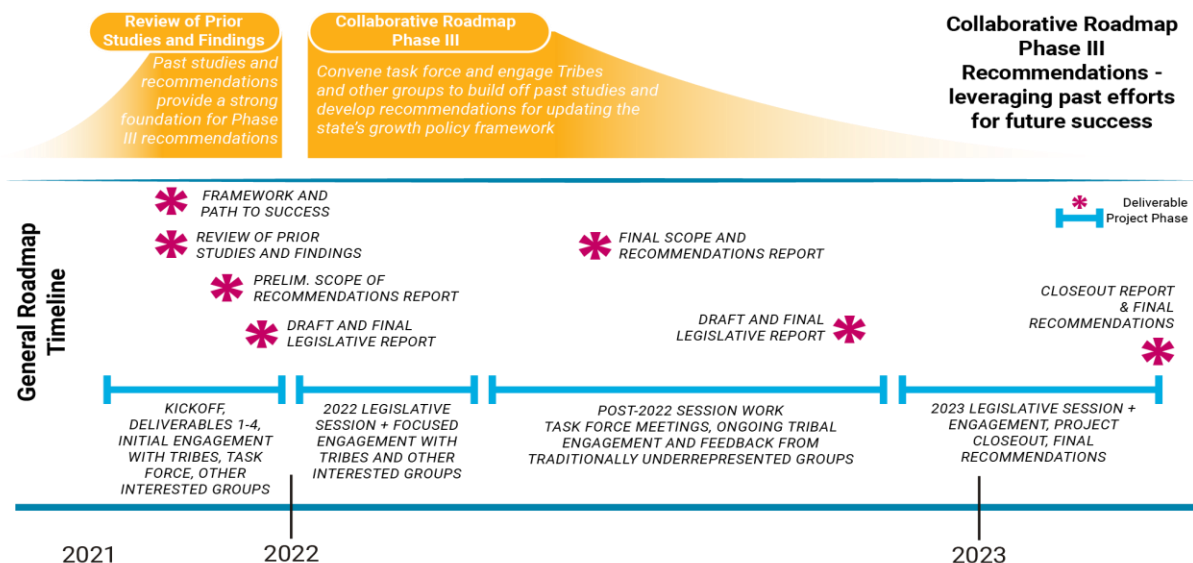 Review of Prior
Studies and Findings
Past studies and
recommendations
provide a strong
foundation for Phase
III recommendations
Collaborative Roadmap
Phase III
Convene task force and engage Tribes
and other groups to build off past studies and
develop recommendations for updating the
state's growth policy framework
Collaborative Roadmap
Phase III
Recommendations -
leveraging past efforts
for future success
General Roadmap
Timeline
FRAMEWORK AND
PATH TO SUCCESS
REVIEW OF PRIOR
STUDIES AND FINDINGS
PRELIM. SCOPE OF
RECOMMENDATIONS REPORT
DRAFT AND FINAL
LEGISLATIVE REPORT
FINAL SCOPE AND
RECOMMENDATIONS REPORT
DRAFT AND FINAL
LEGISLATIVE REPORT
Deliverable
Project Phase
CLOSEOUT REPORT
& FINAL
RECOMMENDATIONS
KICKOFF,
DELIVERABLES 1-4,
INITIAL ENGAGEMENT
WITH TRIBES, TASK
FORCE, OTHER
INTERESTED GROUPS
2022 LEGISLATIVE
SESSION + FOCUSED
ENGAGEMENT WITH
TRIBES AND OTHER
INTERESTED GROUPS
POST-2022 SESSION WORK
TASK FORCE MEETINGS, ONGOING TRIBAL
ENGAGEMENT AND FEEDBACK FROM
TRADITIONALLY UNDERREPRESENTED GROUPS
2023 LEGISLATIVE SESSION +
ENGAGEMENT, PROJECT
CLOSEOUT, FINAL
RECOMMENDATIONS
2021
2022
2023